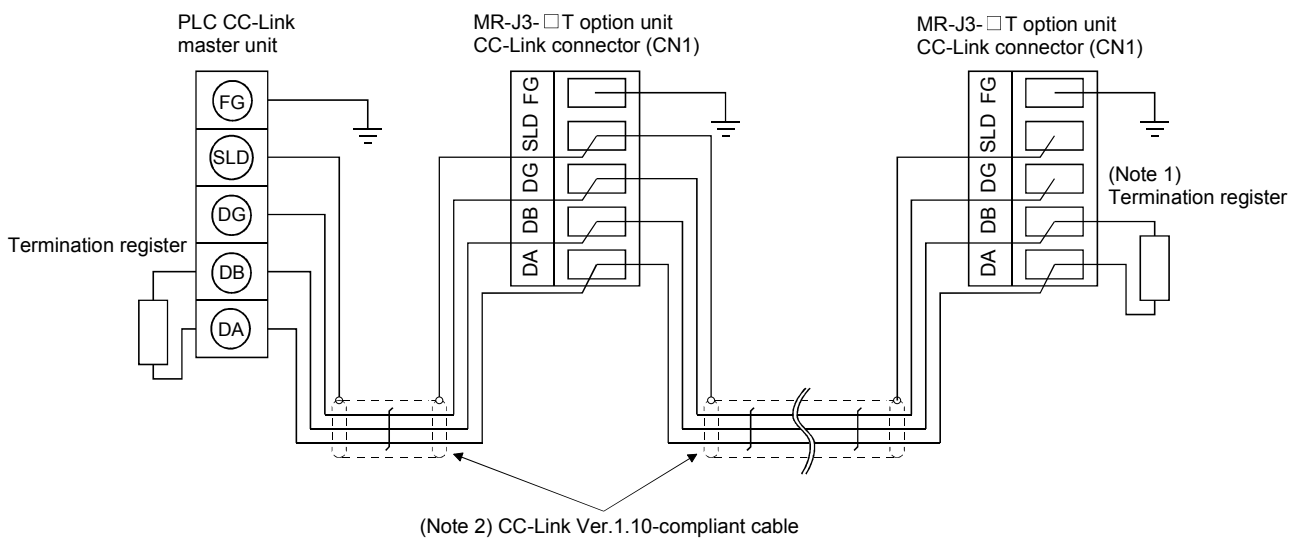 PLC CC-Link
master unit
MR-J3-□T option unit
CC-Link connector (CN1)
MR-J3-□T option unit
CC-Link connector (CN1)
FG
SLD
DG
DB
DA
Termination register
FG
SLD
DG
DB
DA
FG
SLD
DG
DB
DA
(Note 1)
Termination register
(Note 2) CC-Link Ver.1.10-compliant cable